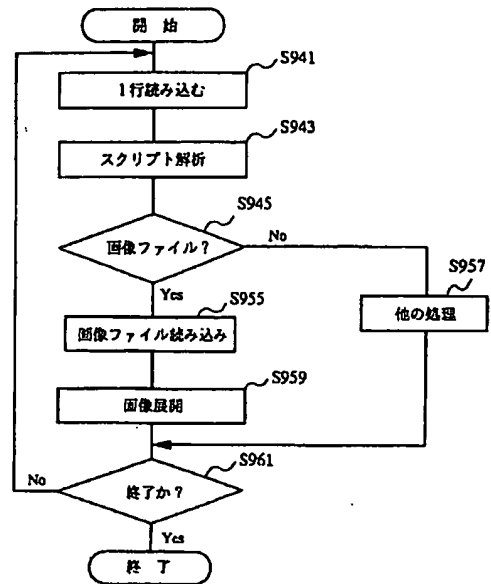 開 始
S941
1行読み込む
S943
スクリプト解析
S945
画像ファイル?
No
S957
Yes
S955
他の処理
画像ファイル読み込み
S959
画像展開
S961
No
終了か?
Yes
終 了